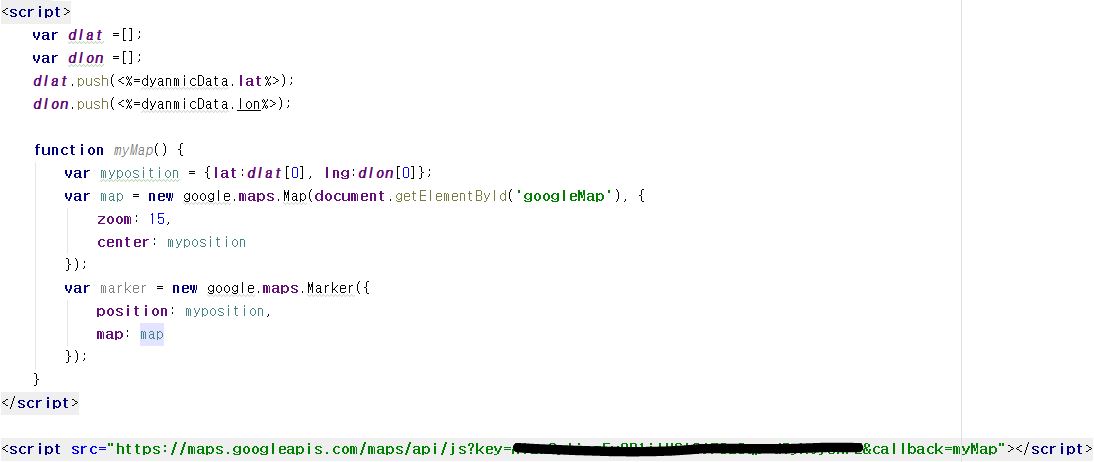 <script>
var dlat =[];
var dlon =[];
dlat.push(<%=dyanmicData.lat%>);
dlon.push(<%=dyanmicData.lon%>);
function myMap() {
var myposition = {lat:dlat[0], lng:dlon[0]};
var map = new google.maps.Map(document.getElementById('googleMap'), {
zoom: 15,
center: myposition
});
var marker = new google.maps.Marker({
position: myposition,
map: map
});
}
</script>
<script src="https://maps.googleapis.com/maps/api/js?key=&callback=myMap"></script>